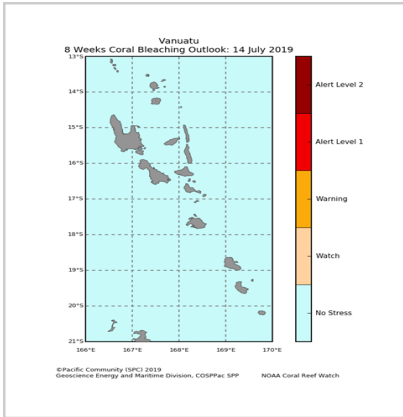 Vanuatu
8 Weeks Coral Bleaching Outlook: 14 July 2019
13°S
14°S
15°S
16°S
17°S
18°S
19°S
20°S
21°S
166°E 167°E 168°E 169°E 170°E
Alert Level 2
Alert Level 1
Warning
Watch
No Stress
©Pacific Community (SPC) 2019
Geoscience Energy and Maritime Division, COSPPac SPP NOAA Coral Reef Watch